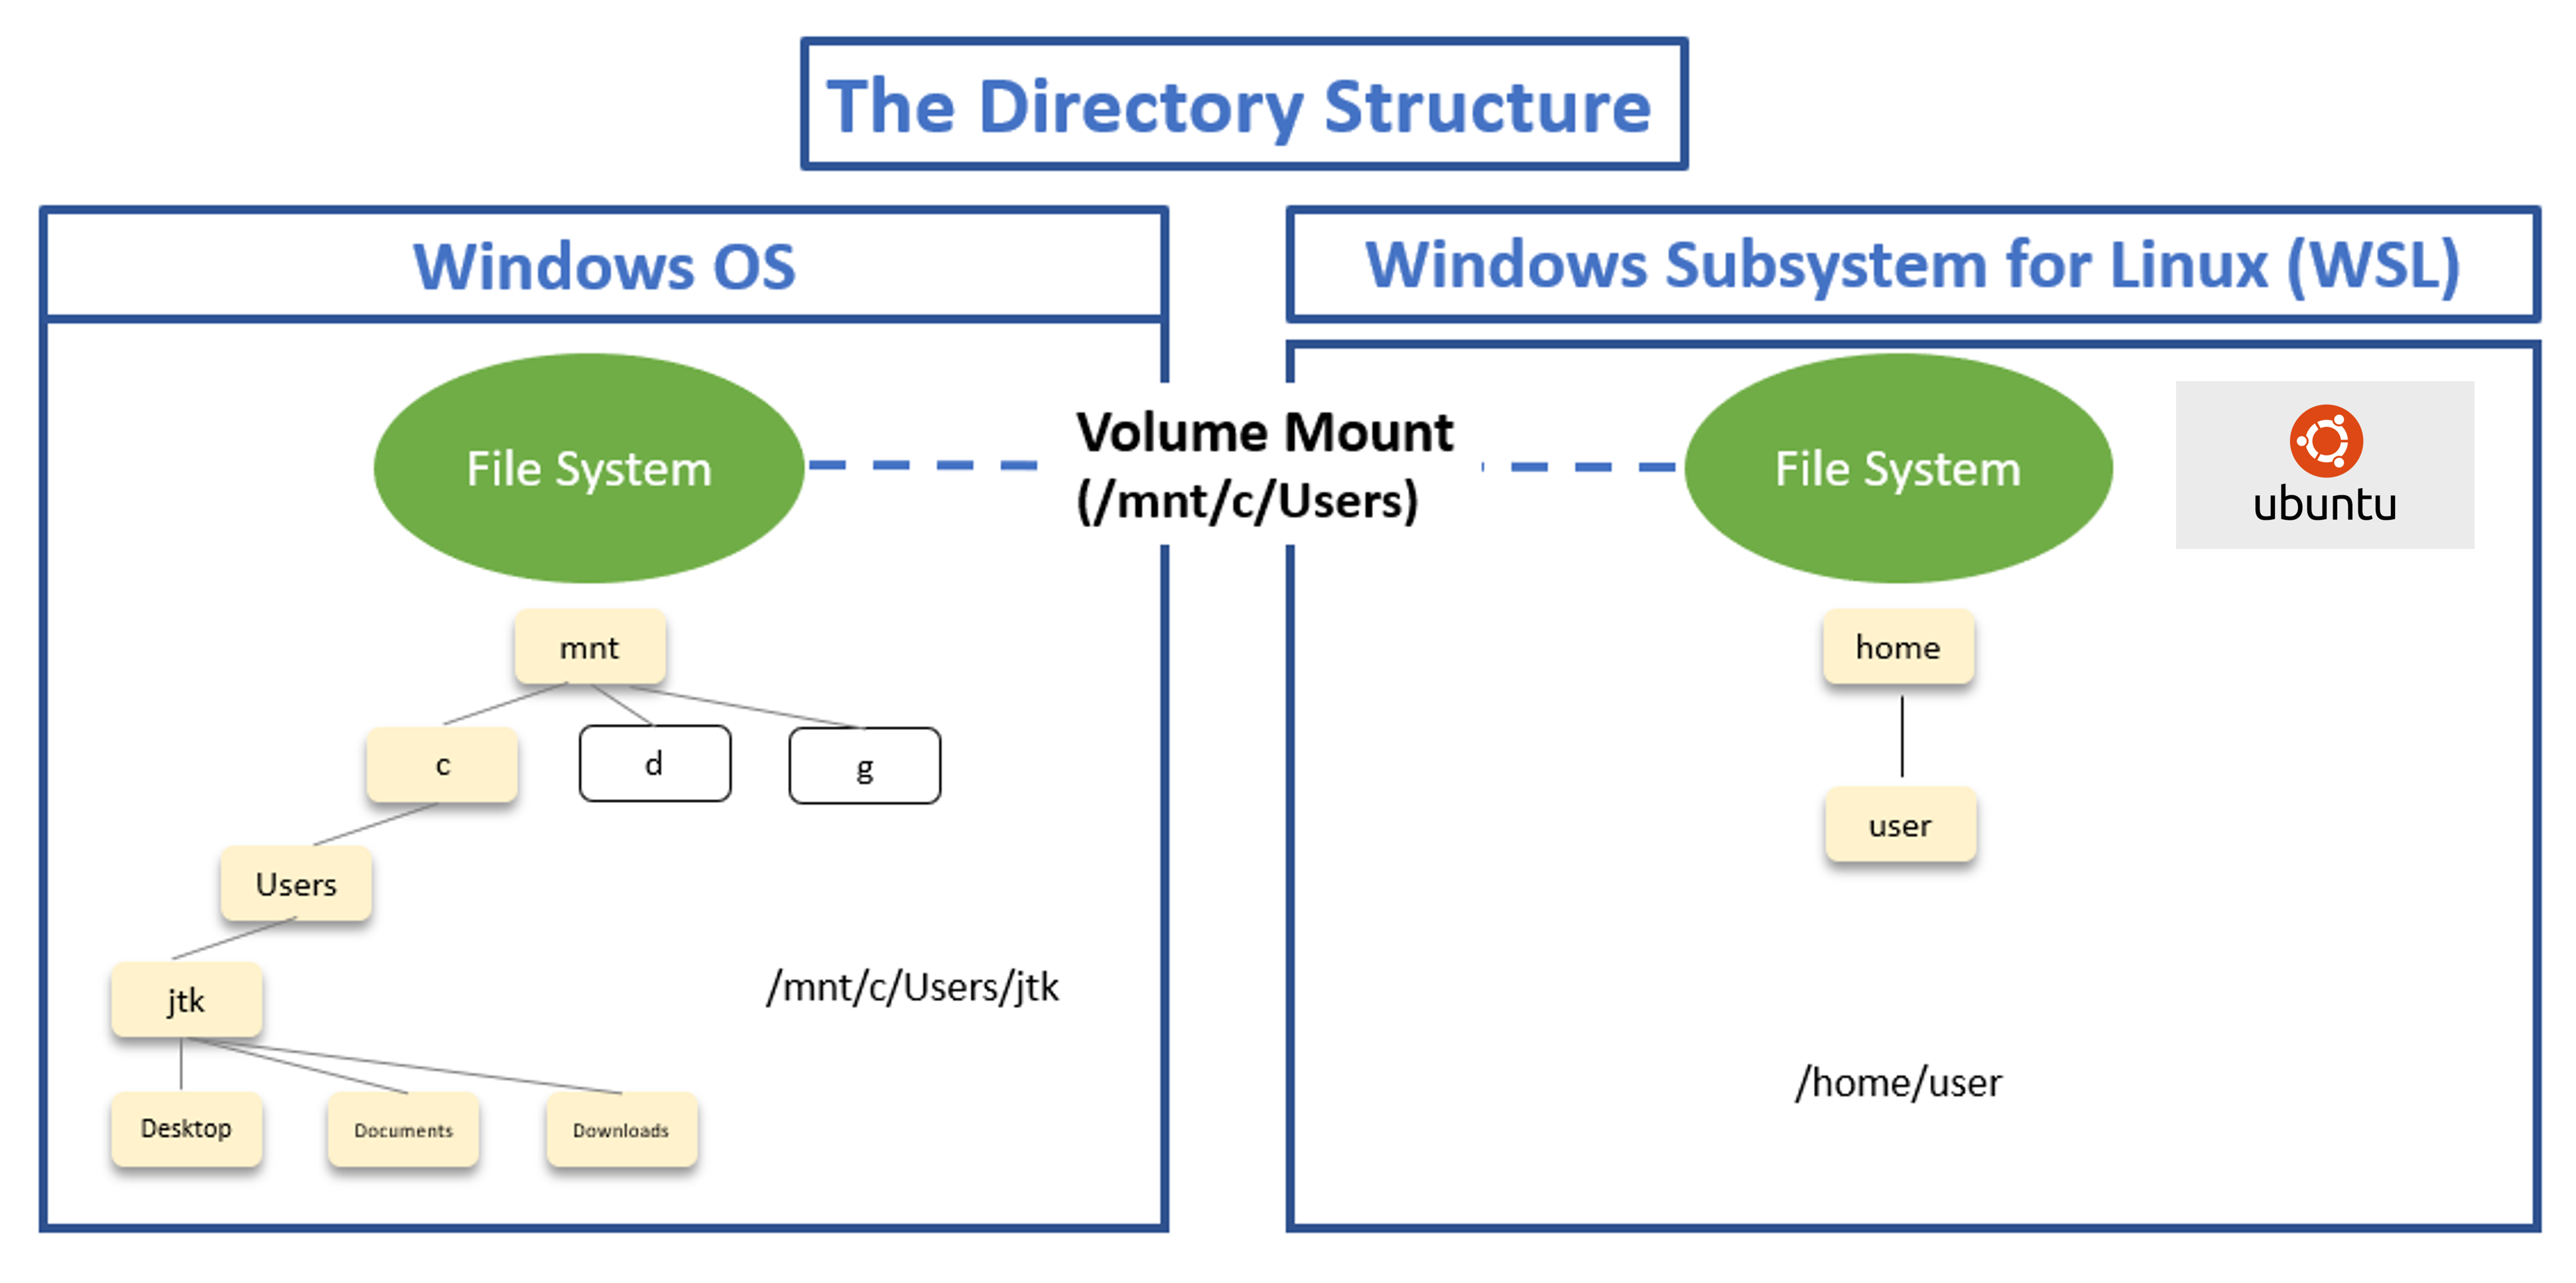 The Directory Structure
Windows OS
Windows Subsystem for Linux (WSL)
File System
Volume Mount
(/mnt/c/Users)
File System
ubuntu
mnt
home
c
d
g
user
Users
jtk
/mnt/c/Users/jtk
/home/user
Desktop
Documents
Downloads